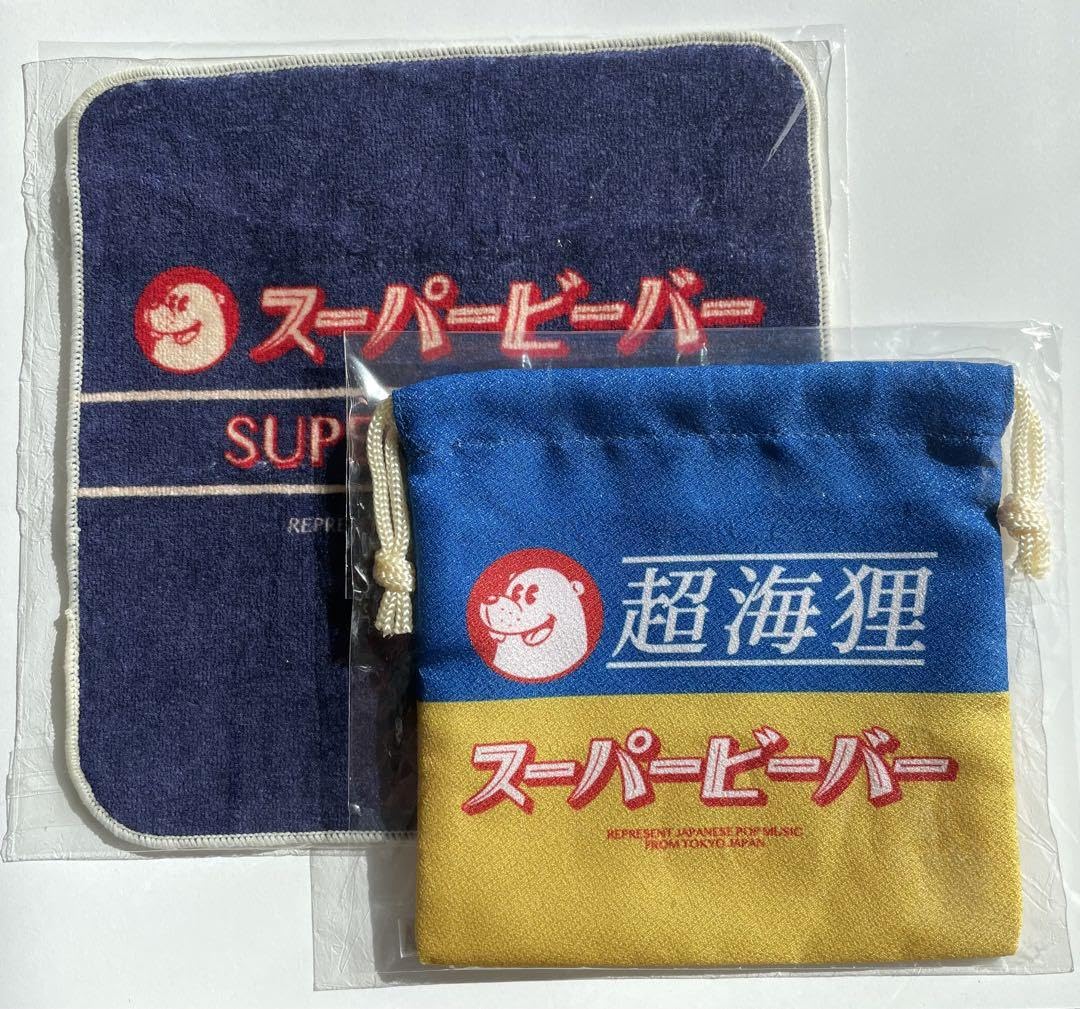 スーパービーバー
SUPE
REPRE
超海狸
スーパービーバー
REPRESENT JAPANESE POP MUSIC
FROM TOKYO JAPAN